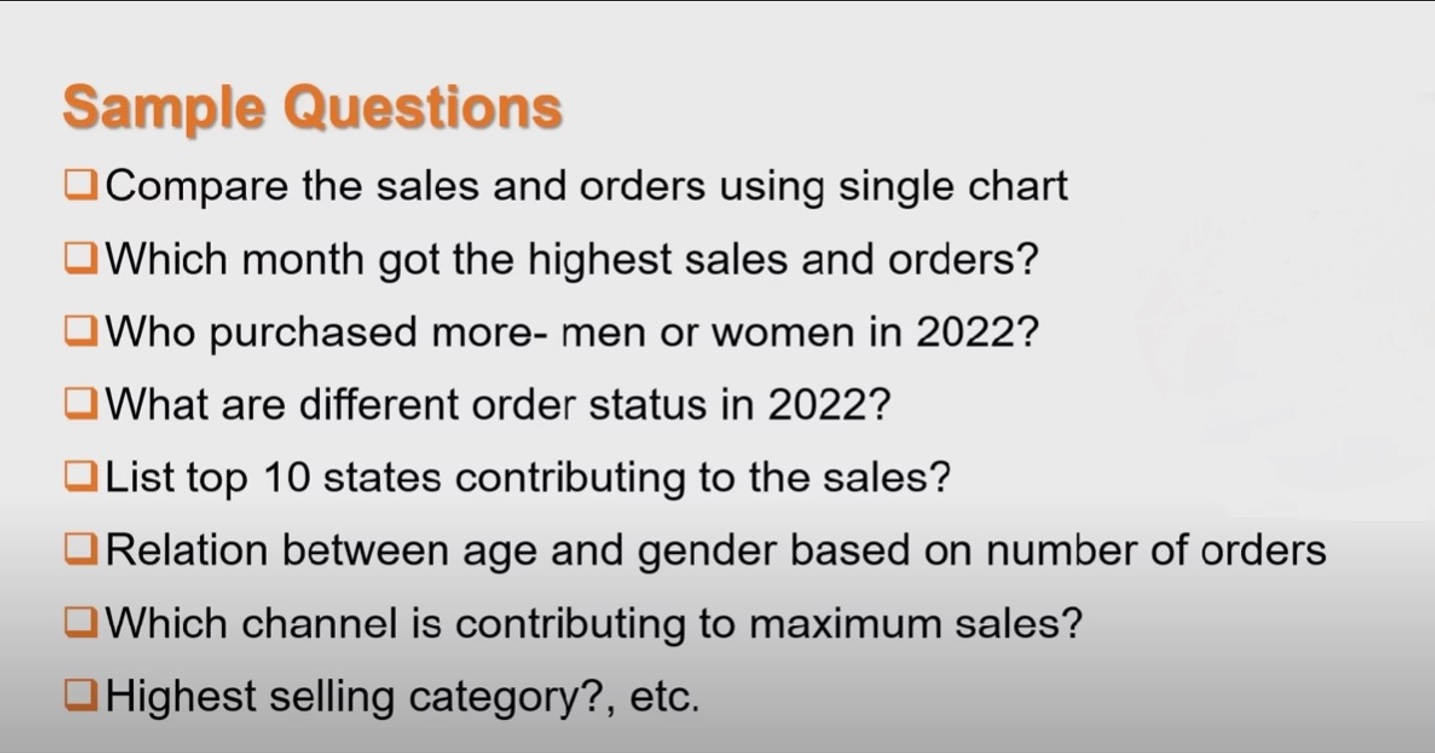 Sample Questions
Compare the sales and orders using single chart
Which month got the highest sales and orders?
Who purchased more- men or women in 2022?
What are different order status in 2022?
List top 10 states contributing to the sales?
Relation between age and gender based on number of orders
Which channel is contributing to maximum sales?
Highest selling category?, etc.